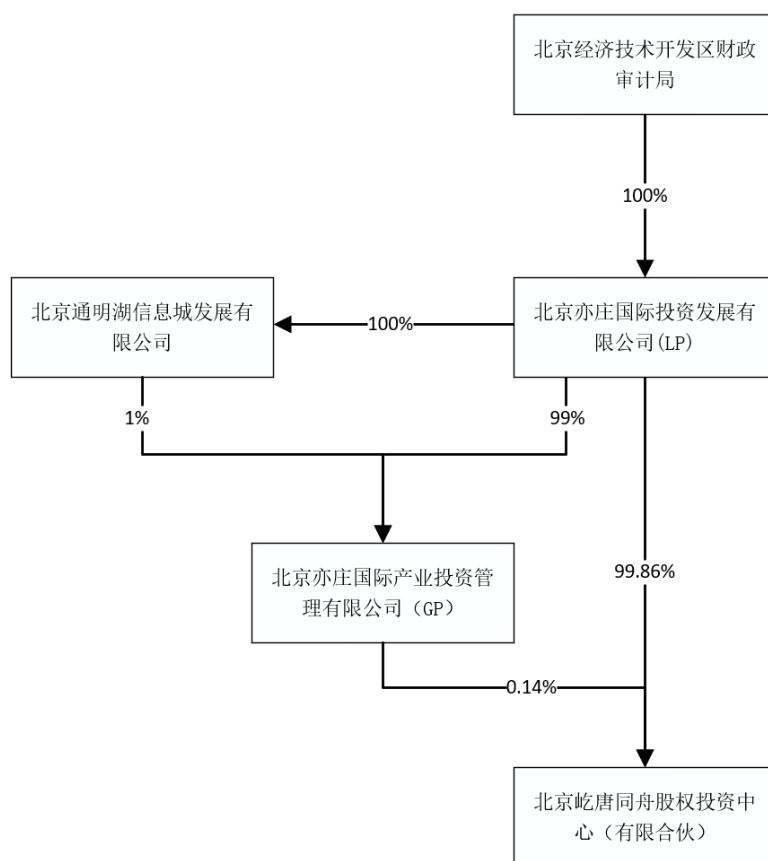 北京经济技术开发区财政
审计局
100%
北京通明湖信息城发展有
限公司
100%
北京亦庄国际投资发展有
限公司(LP)
1%
99%
北京亦庄国际产业投资管
理有限公司（GP）
99.86%
0.14%
北京屹唐同舟股权投资中
心（有限合伙）